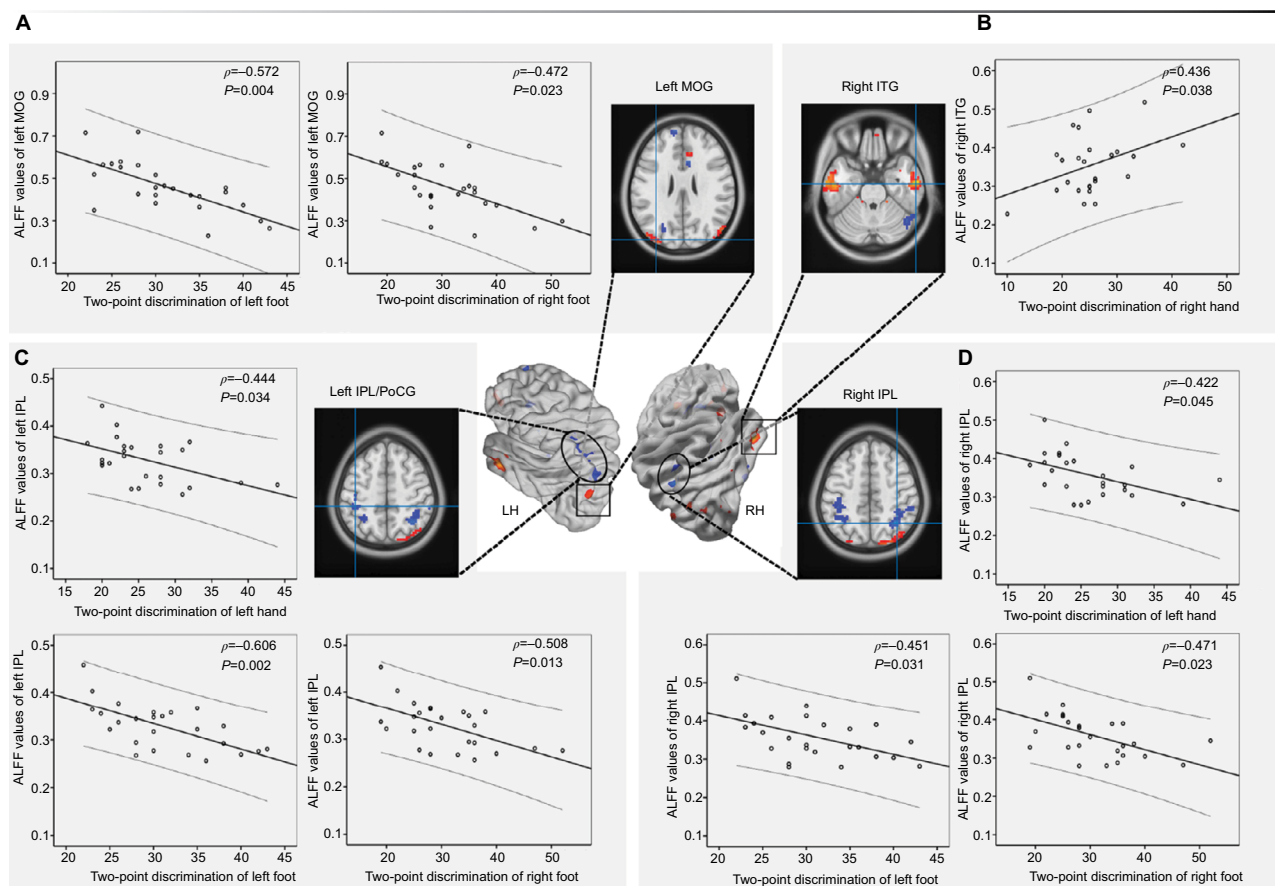 A
B
ρ=–0.572
P=0.004
0.9
0.7
0.5
0.3
0.1
ALFF values of left MOG
20 25 30 35 40 45
Two-point discrimination of left foot
ρ=–0.472
P=0.023
0.9
0.7
0.5
0.3
0.1
ALFF values of left MOG
20 30 40 50
Two-point discrimination of right foot
Left MOG
Right ITG
ρ=0.436
P=0.038
0.6
0.5
0.4
0.3
0.2
0.1
ALFF values of right ITG
10 20 30 40 50
Two-point discrimination of right hand
C
D
ρ=–0.444
P=0.034
0.5
0.4
0.3
0.2
0.1
ALFF values of left IPL
15 20 25 30 35 40 45
Two-point discrimination of left hand
Left IPL/PoCG
LH
RH
Right IPL
ρ=–0.422
P=0.045
0.6
0.5
0.4
0.3
0.2
0.1
ALFF values of right IPL
15 20 25 30 35 40 45
Two-point discrimination of left hand
ρ=–0.606
P=0.002
0.5
0.4
0.3
0.2
0.1
ALFF values of left IPL
20 25 30 35 40 45
Two-point discrimination of left foot
ρ=–0.508
P=0.013
0.5
0.4
0.3
0.2
0.1
ALFF values of left IPL
20 30 40 50
Two-point discrimination of right foot
ρ=–0.451
P=0.031
0.6
0.5
0.4
0.3
0.2
0.1
ALFF values of right IPL
20 25 30 35 40 45
Two-point discrimination of left foot
ρ=–0.471
P=0.023
0.6
0.5
0.4
0.3
0.2
0.1
ALFF values of right IPL
20 30 40 50
Two-point discrimination of right foot